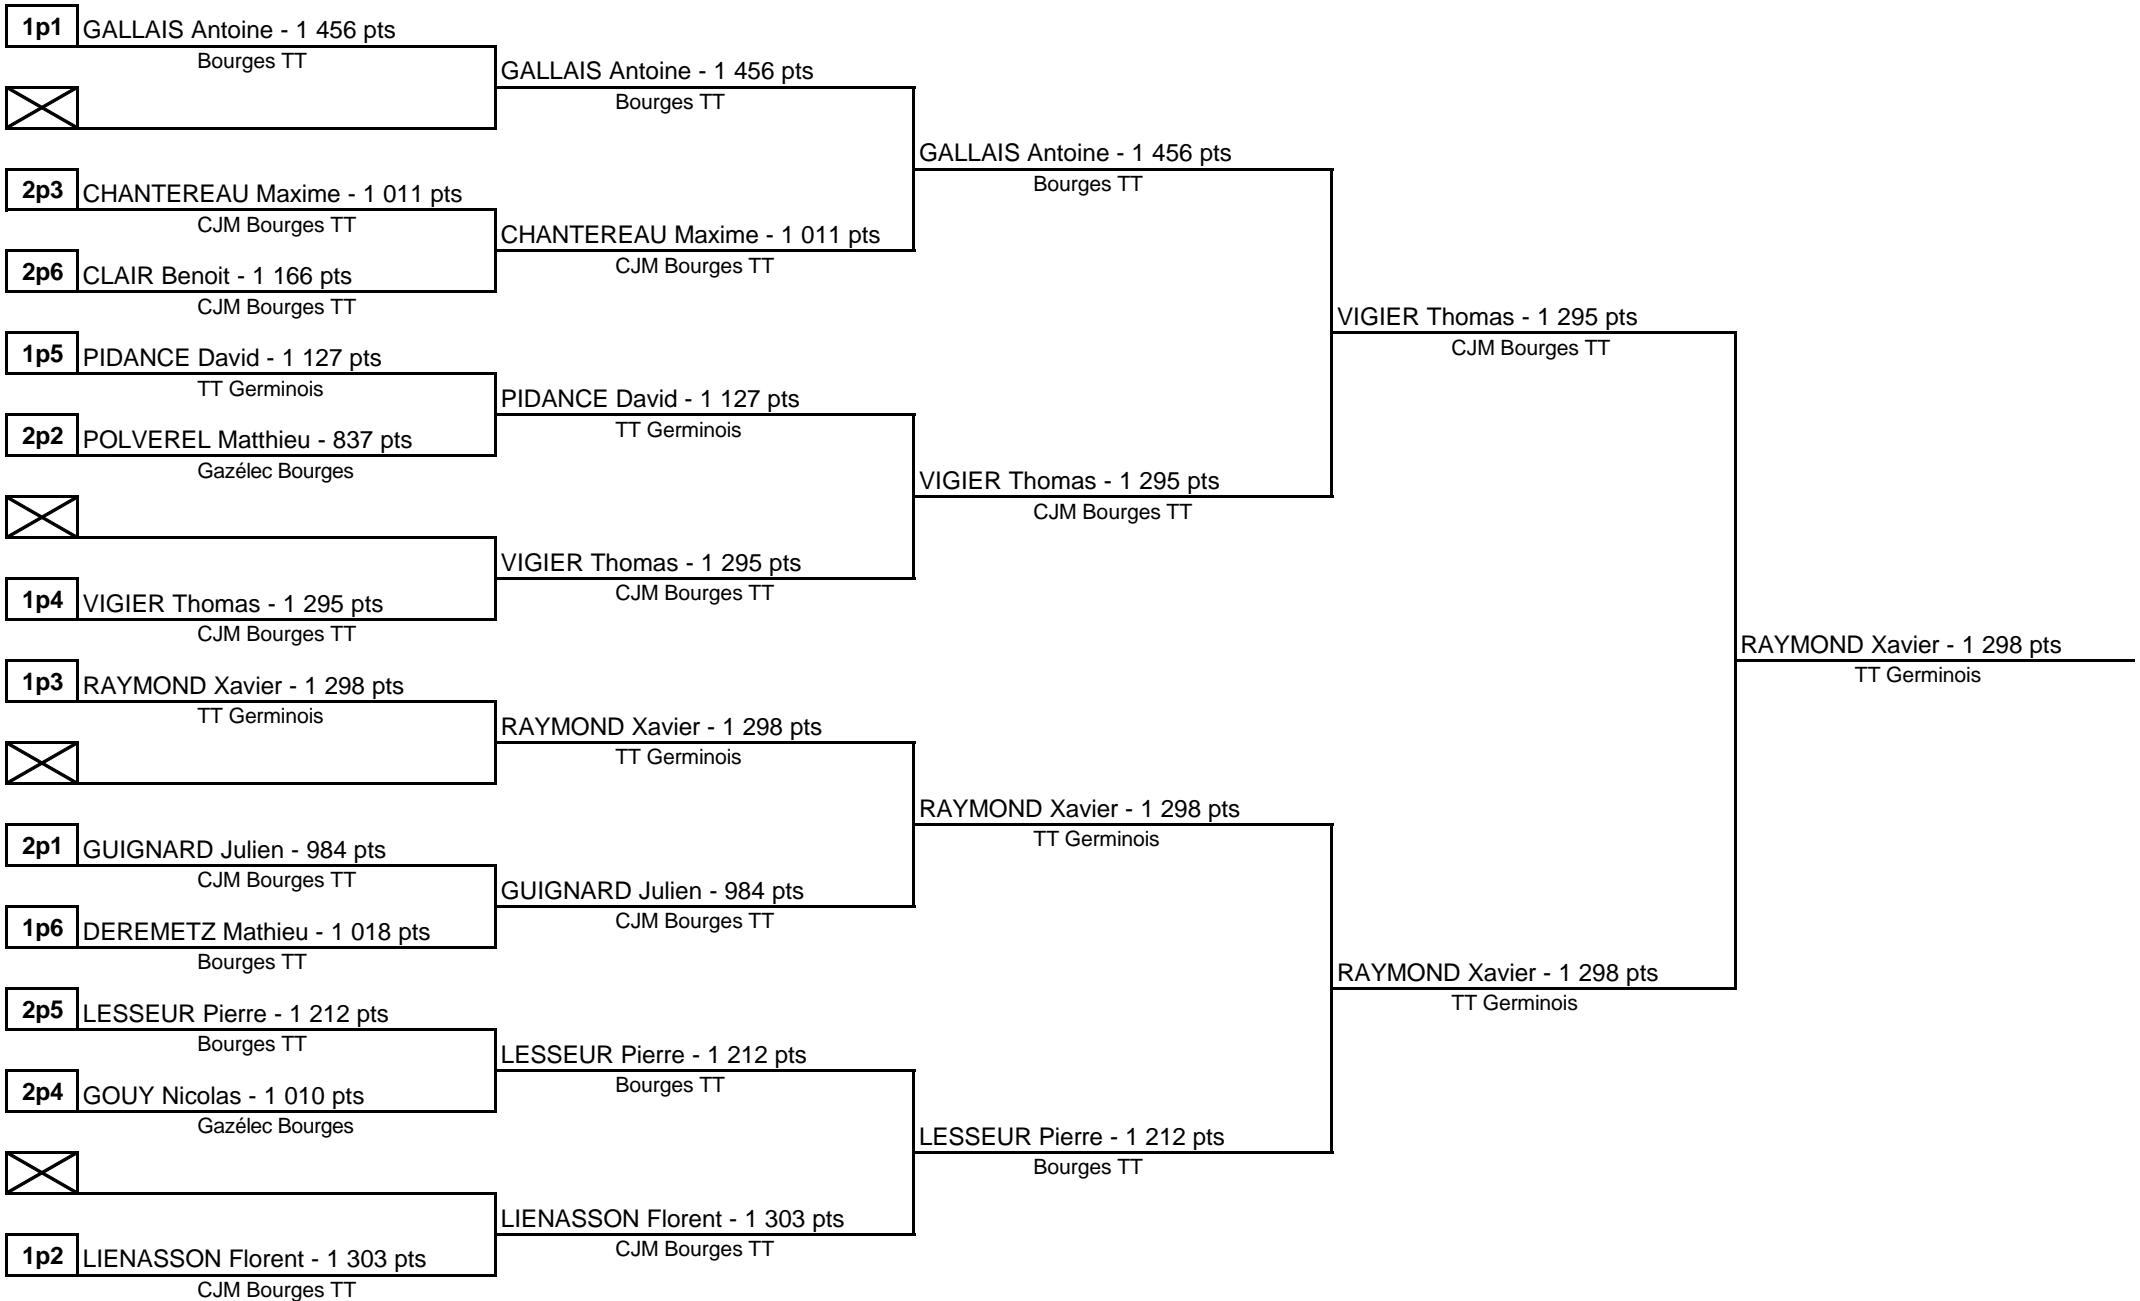 1p1
GALLAIS Antoine - 1 456 pts
Bourges TT
2p3
CHANTEREAU Maxime - 1 011 pts
CJM Bourges TT
2p6
CLAIR Benoit - 1 166 pts
CJM Bourges TT
1p5
PIDANCE David - 1 127 pts
TT Germinois
2p2
POLVEREL Matthieu - 837 pts
Gazélec Bourges
1p4
VIGIER Thomas - 1 295 pts
CJM Bourges TT
1p3
RAYMOND Xavier - 1 298 pts
TT Germinois
2p1
GUIGNARD Julien - 984 pts
CJM Bourges TT
1p6
DEREMETZ Mathieu - 1 018 pts
Bourges TT
2p5
LESSEUR Pierre - 1 212 pts
Bourges TT
2p4
GOUY Nicolas - 1 010 pts
Gazélec Bourges
1p2
LIENASSON Florent - 1 303 pts
CJM Bourges TT
GALLAIS Antoine - 1 456 pts
Bourges TT
CHANTEREAU Maxime - 1 011 pts
CJM Bourges TT
PIDANCE David - 1 127 pts
TT Germinois
VIGIER Thomas - 1 295 pts
CJM Bourges TT
RAYMOND Xavier - 1 298 pts
TT Germinois
GUIGNARD Julien - 984 pts
CJM Bourges TT
LESSEUR Pierre - 1 212 pts
Bourges TT
LIENASSON Florent - 1 303 pts
CJM Bourges TT
GALLAIS Antoine - 1 456 pts
Bourges TT
VIGIER Thomas - 1 295 pts
CJM Bourges TT
RAYMOND Xavier - 1 298 pts
TT Germinois
LESSEUR Pierre - 1 212 pts
Bourges TT
VIGIER Thomas - 1 295 pts
CJM Bourges TT
RAYMOND Xavier - 1 298 pts
TT Germinois
RAYMOND Xavier - 1 298 pts
TT Germinois